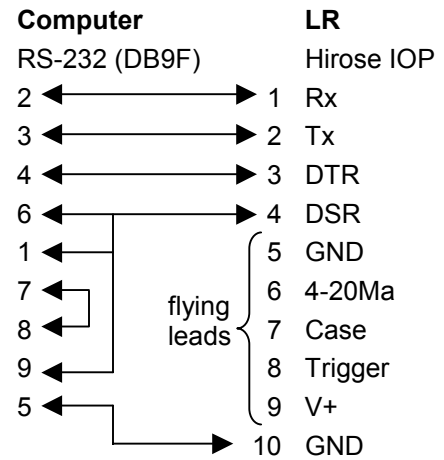 Computer LR
RS-232 (DB9F) Hirose IOP
2 1 Rx
3 2 Tx
4 3 DTR
6 4 DSR
1 5 GND
7 6 4-20Ma
flying
8 leads 7 Case
8 Trigger
9 9 V+
5 10 GND